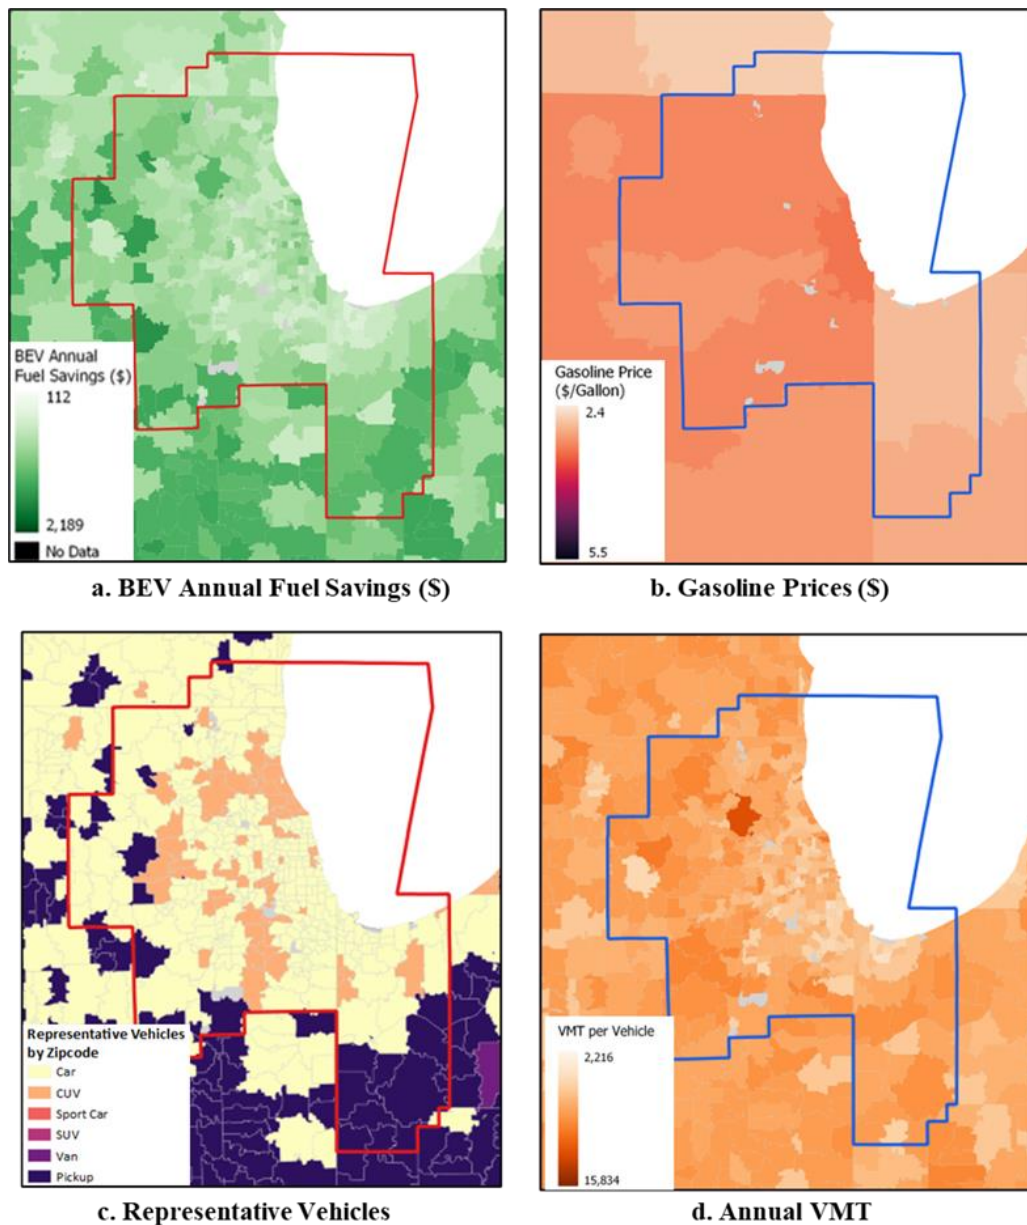 BEV Annual
Fuel Savings ($)
112
2,189
No Data
a. BEV Annual Fuel Savings ($)
Gasoline Price
($/Gallon)
2.4
5.5
b. Gasoline Prices ($)
Representative Vehicles
by Zipcode
Car
CUV
Sport Car
SUV
Van
Pickup
c. Representative Vehicles
VMT per Vehicle
2,216
15,834
d. Annual VMT